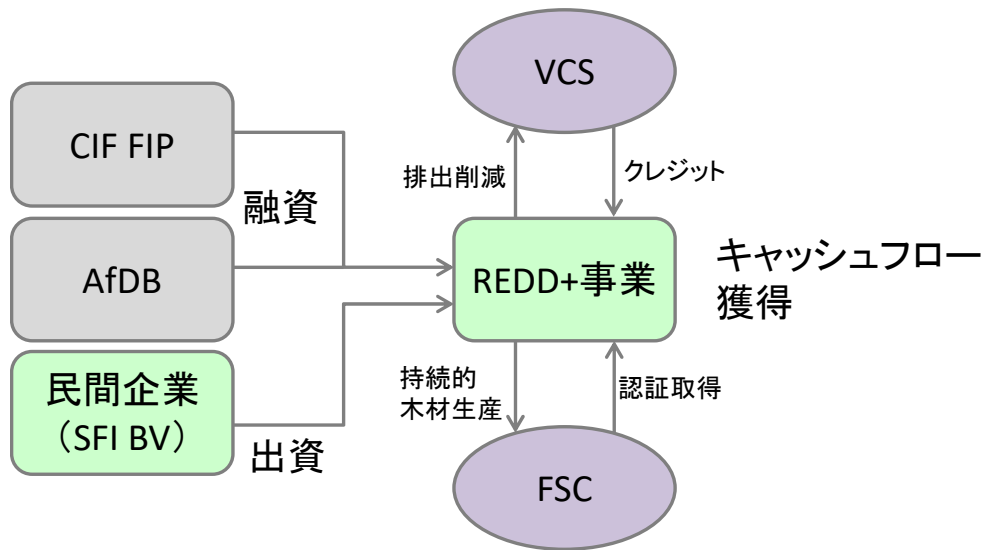 VCS
CIF FIP
排出削減
クレジット
融資
AfDB
REDD+事業
キャッシュフロー
獲得
民間企業
（SFI BV）
出資
持続的
木材生産
認証取得
FSC